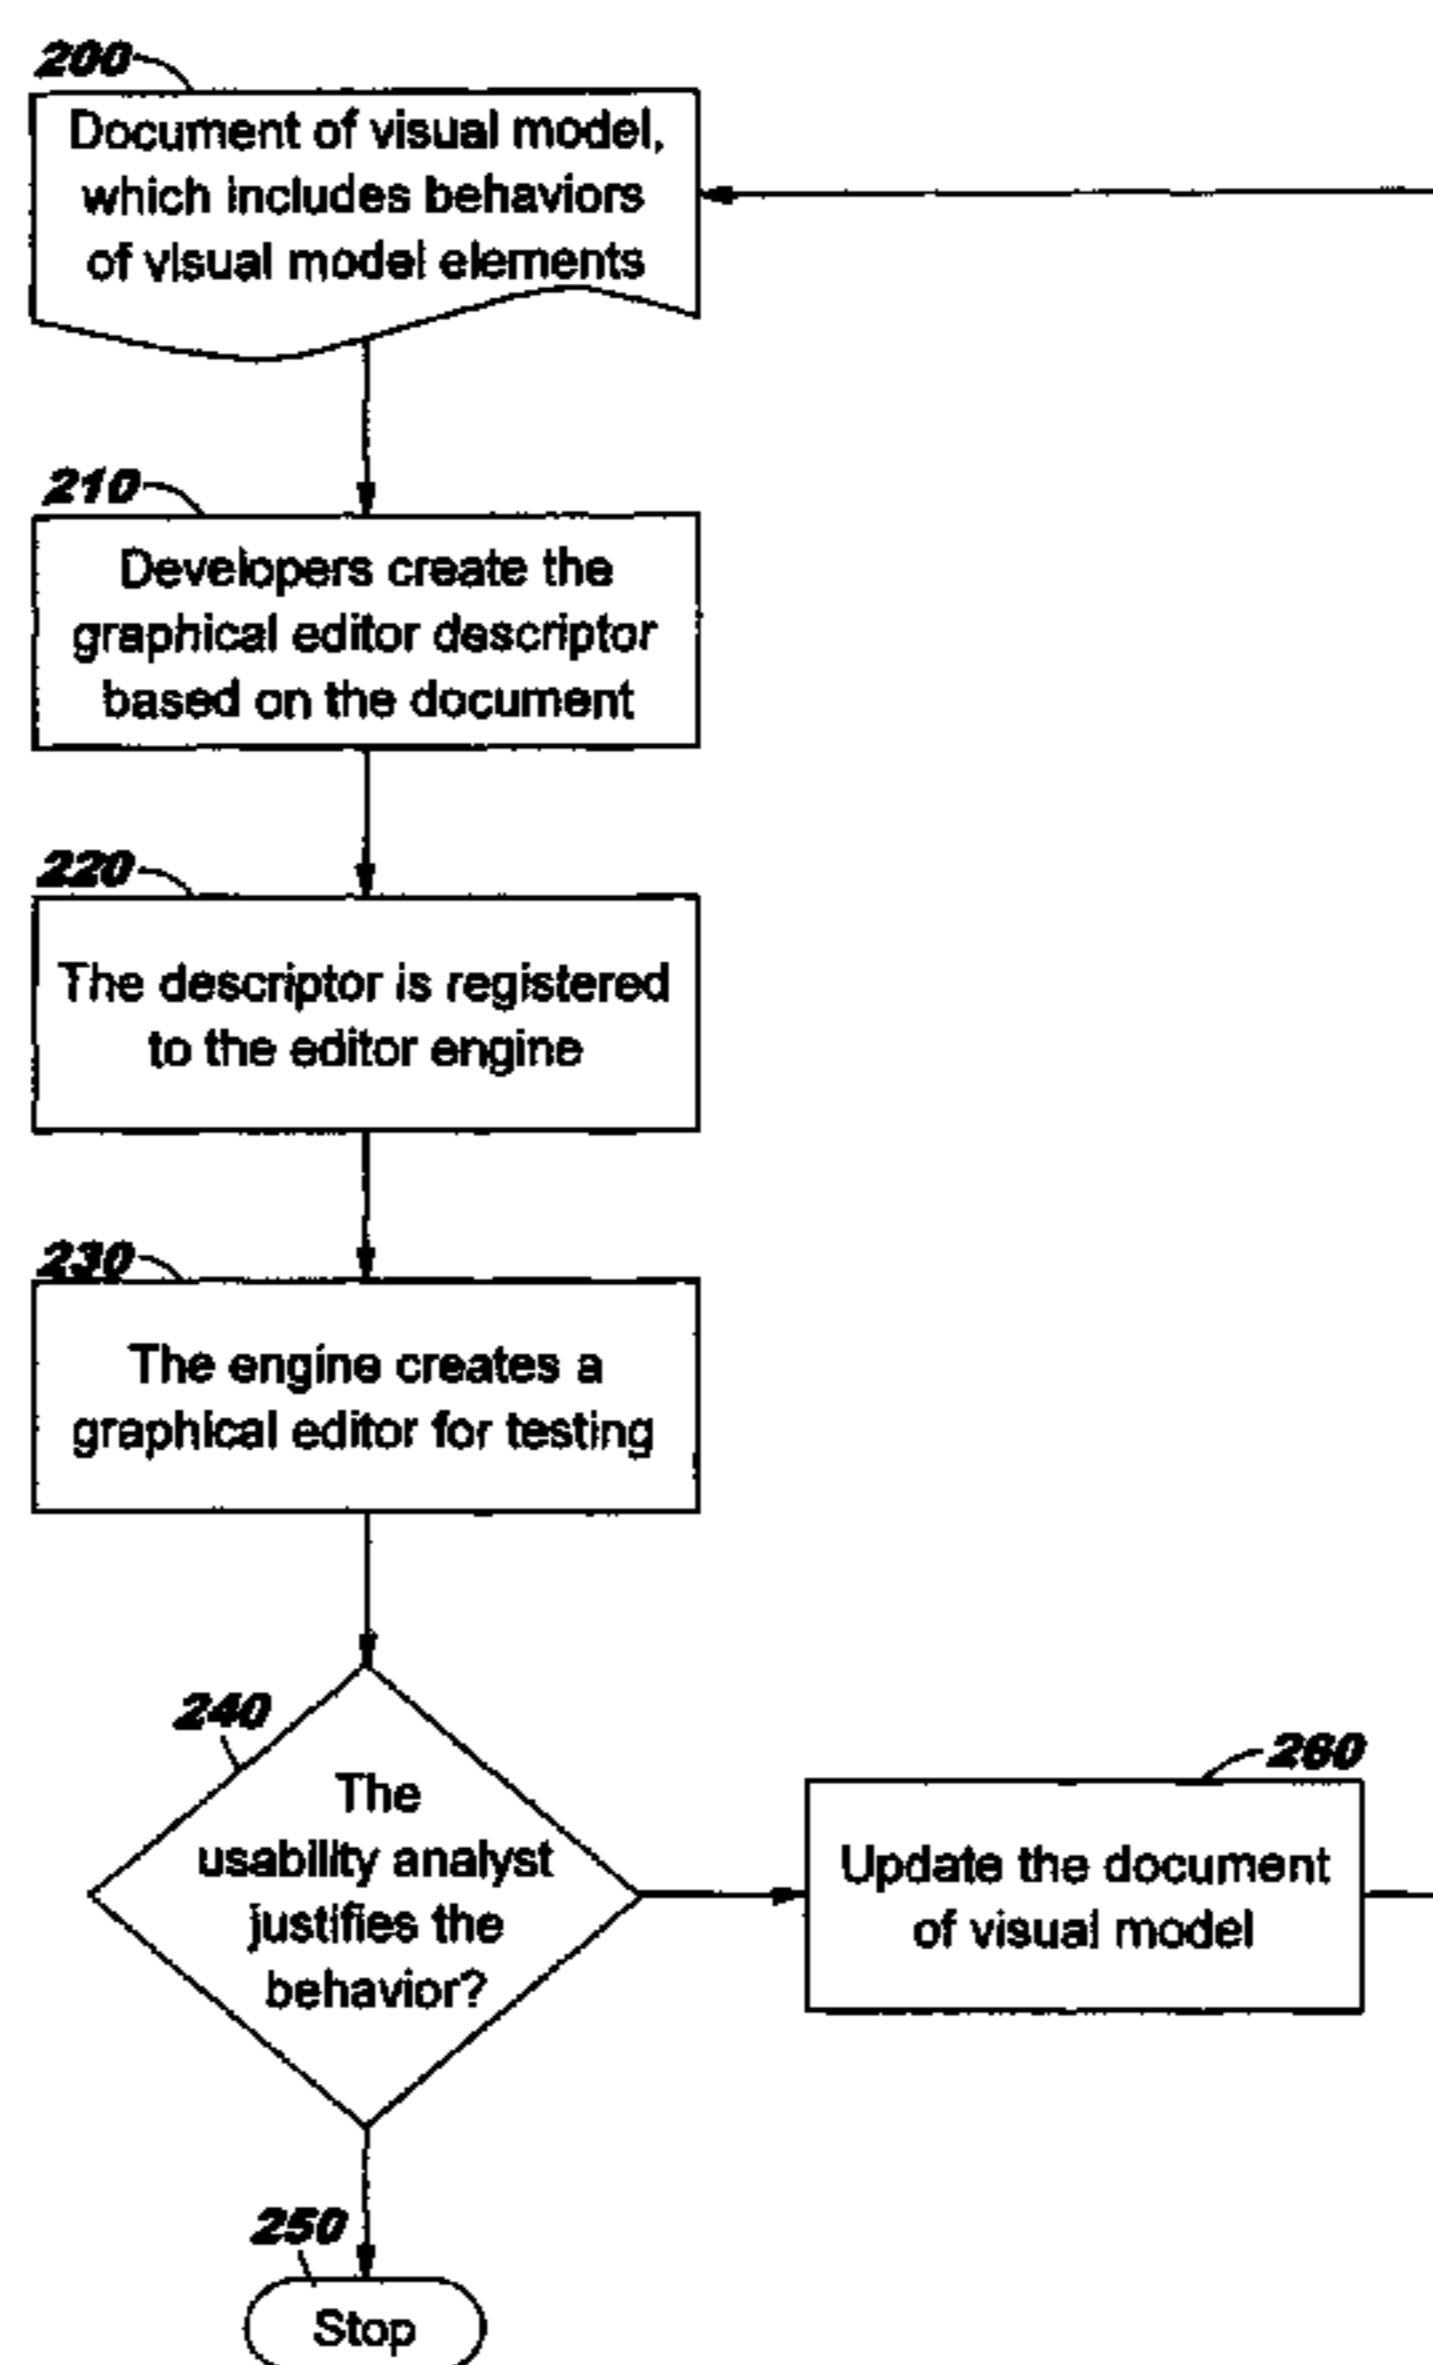 200
Document of visual model,
which includes behaviors
of visual model elements
210
Developers create the
graphical editor descriptor
based on the document
220
The descriptor is registered
to the editor engine
230
The engine creates a
graphical editor for testing
240
The
usability analyst
justifies the
behavior?
260
Update the document
of visual model
250
Stop